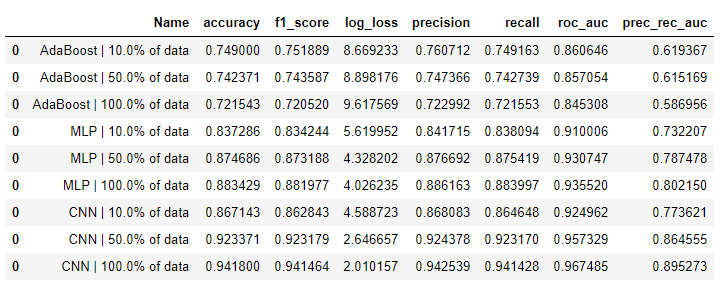 Name accuracy f1_score log_loss precision recall roc_auc prec_rec_auc
0 AdaBoost | 10.0% of data 0.749000 0.751889 8.669233 0.760712 0.749163 0.860646 0.619367
0 AdaBoost | 50.0% of data 0.742371 0.743587 8.898176 0.747366 0.742739 0.857054 0.615169
0 AdaBoost | 100.0% of data 0.721543 0.720520 9.617569 0.722992 0.721553 0.845308 0.586956
0 MLP | 10.0% of data 0.837286 0.834244 5.619952 0.841715 0.838094 0.910006 0.732207
0 MLP | 50.0% of data 0.874686 0.873188 4.328202 0.876692 0.875419 0.930747 0.787478
0 MLP | 100.0% of data 0.883429 0.881977 4.026235 0.886163 0.883997 0.935520 0.802150
0 CNN | 10.0% of data 0.867143 0.862843 4.588723 0.868083 0.864648 0.924962 0.773621
0 CNN | 50.0% of data 0.923371 0.923179 2.646657 0.924378 0.923170 0.957329 0.864555
0 CNN | 100.0% of data 0.941800 0.941464 2.010157 0.942539 0.941428 0.967485 0.895273